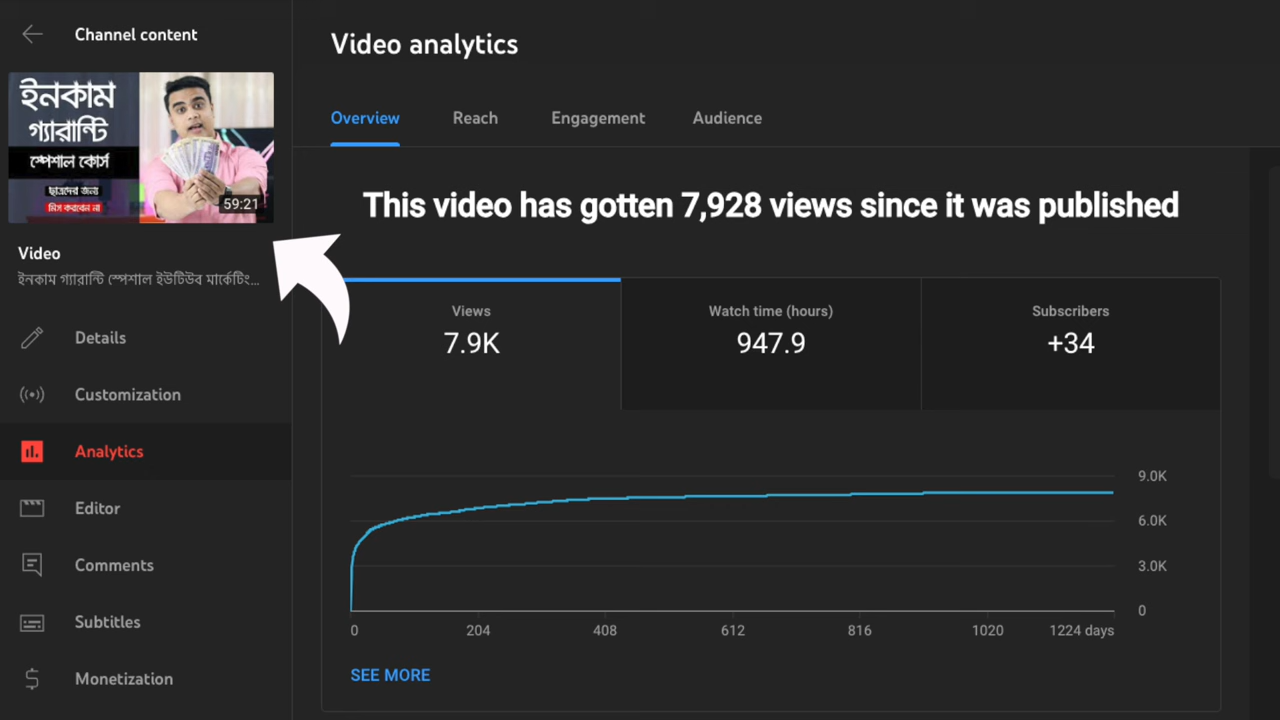 Channel content
ইনকাম
গ্যারান্টি
স্পেশাল কোর্স
ছাত্রদের জন্য
মিস করবেন না
59:21
Video
ইনকাম গ্যারান্টি স্পেশাল ইউটিউব মার্কেটিং...
Details
Customization
Analytics
Editor
Comments
Subtitles
Monetization
Video analytics
Overview Reach Engagement Audience
This video has gotten 7,928 views since it was published
Views Watch time (hours) Subscribers
7.9K 947.9 +34
9.0K
6.0K
3.0K
0
0 204 408 612 816 1020 1224 days
SEE MORE